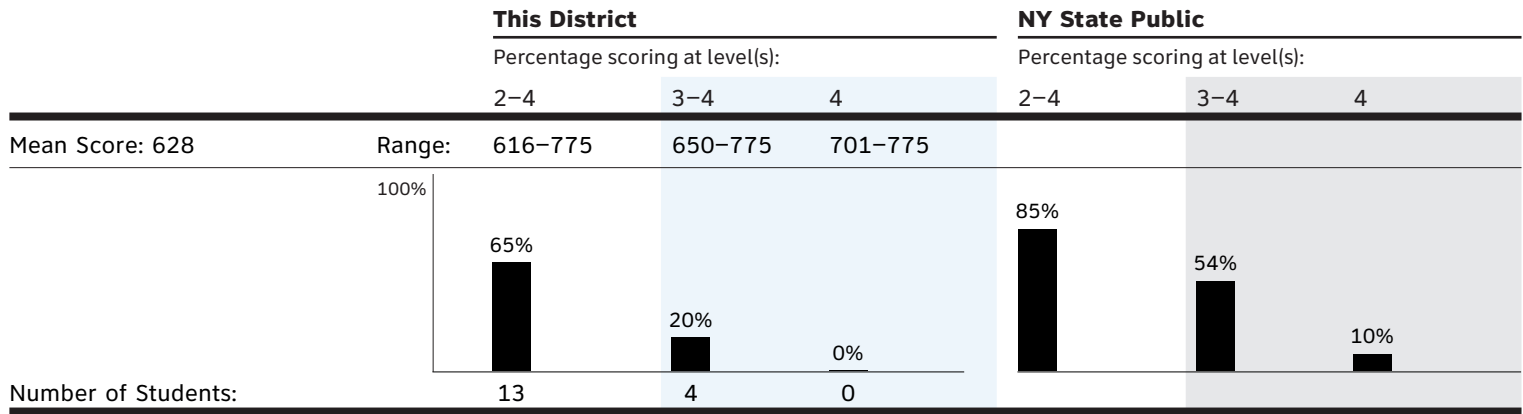 This District NY State Public
Percentage scoring at level(s): Percentage scoring at level(s):
2–4 3–4 4 2–4 3–4 4
Mean Score: 628 Range: 616–775 650–775 701–775
100%
85%
65%
54%
20%
10%
0%
Number of Students: 13 4 0